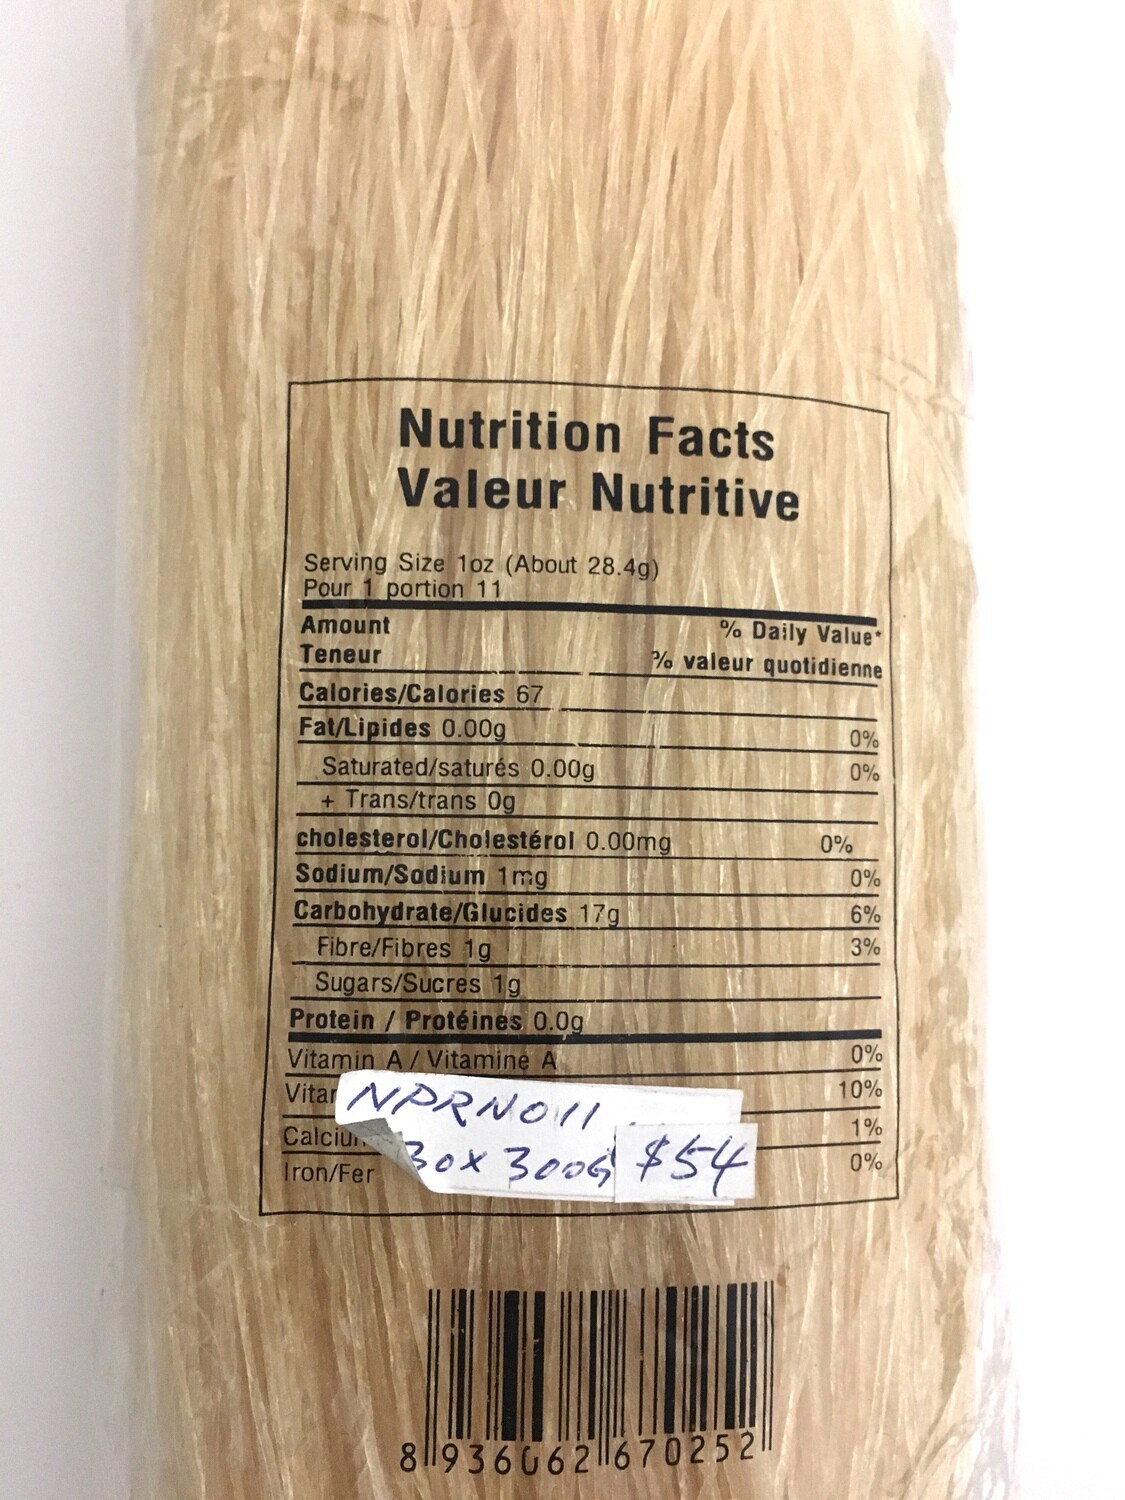 Nutrition Facts
Valeur Nutritive
Serving Size 1oz (About 28.4g)
Pour 1 portion 11
Amount % Daily Value*
Teneur % valeur quotidienne
Calories/Calories 67
Fat/Lipides 0.00g 0%
Saturated/saturés 0.00g 0%
+ Trans/trans 0g
cholesterol/Cholestérol 0.00mg 0%
Sodium/Sodium 1mg 0%
Carbohydrate/Glucides 17g 6%
Fibre/Fibres 1g 3%
Sugars/Sucres 1g
Protein / Protéines 0.0g
Vitamin A / Vitamine A 0%
10%
1%
Iron/Fer 0%
NPRN011
30x 300G $54
8 936062 670252